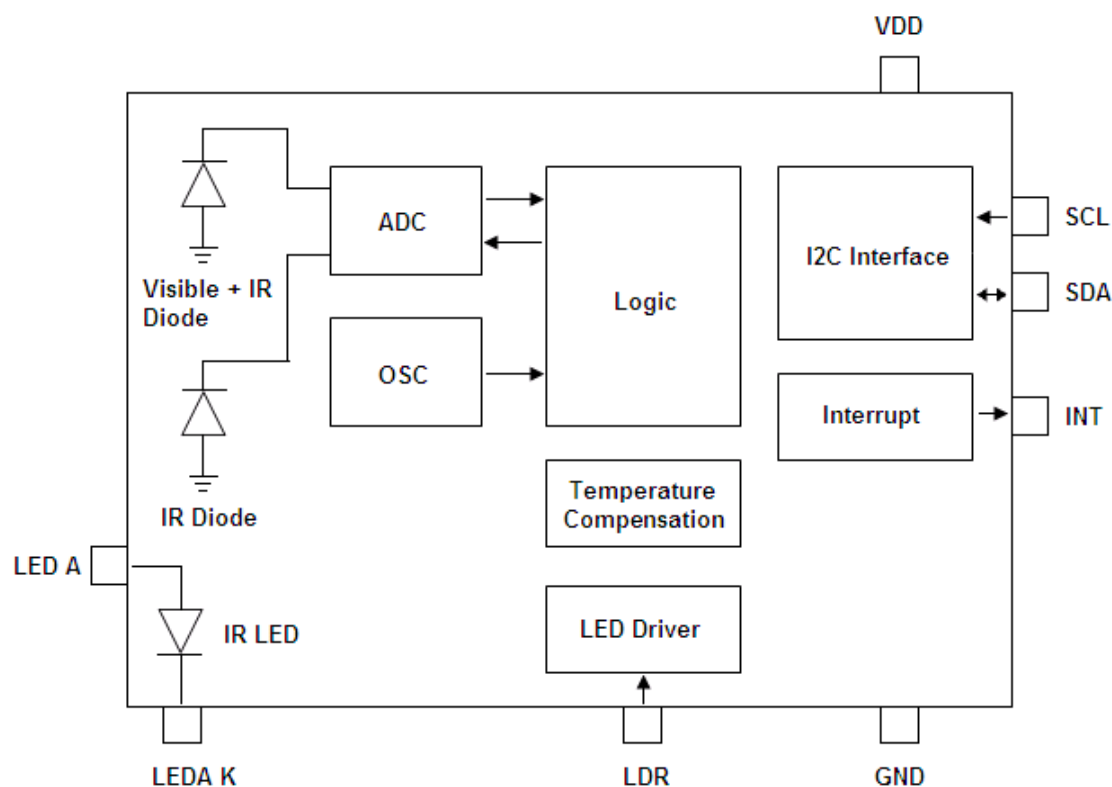 VDD
ADC
Logic
I2C Interface
SCL
SDA
Visible + IR
Diode
OSC
Interrupt
INT
IR Diode
Temperature
Compensation
LED A
IR LED
LED Driver
LEDA K
LDR
GND